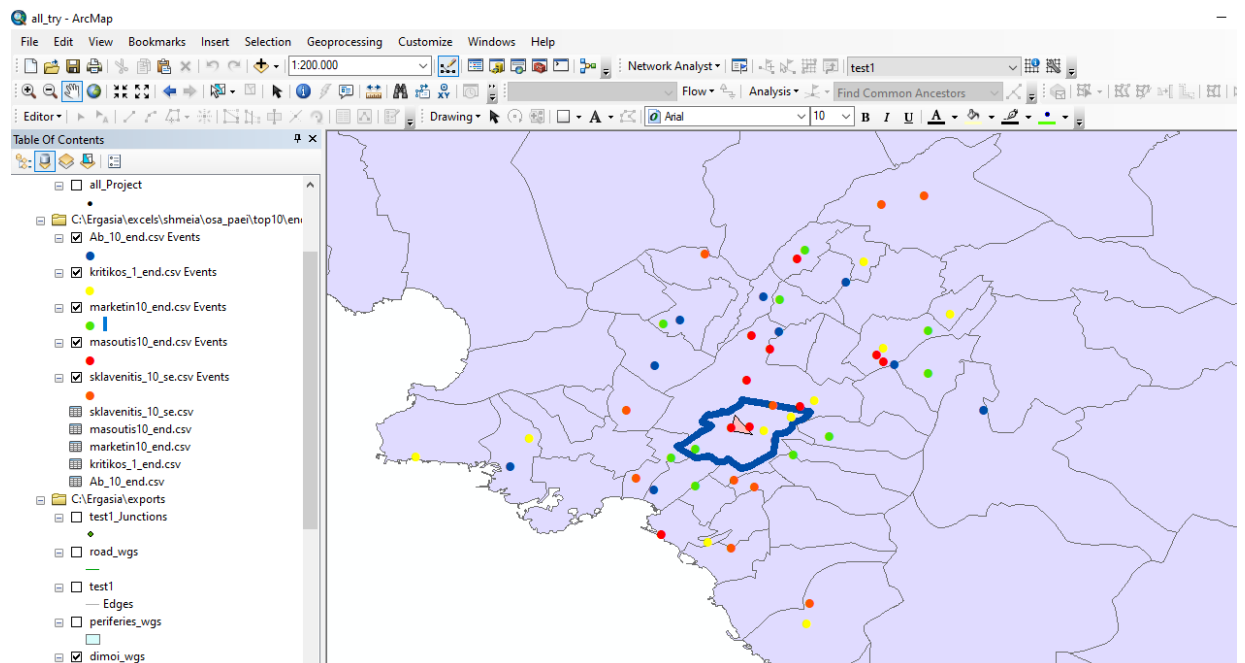 all_try - ArcMap
File Edit View Bookmarks Insert Selection Geoprocessing Customize Windows Help
1:200.000 Network Analyst test1
Flow Analysis Find Common Ancestors
Editor Drawing A Arial 10 B I U A
Table Of Contents
all_Project
C:\Ergasia\excels\shmeia\osa_paei\top10\en
Ab_10_end.csv Events
kritikos_1_end.csv Events
marketin10_end.csv Events
masoutis10_end.csv Events
sklavenitis_10_se.csv Events
sklavenitis_10_se.csv
masoutis10_end.csv
marketin10_end.csv
kritikos_1_end.csv
Ab_10_end.csv
C:\Ergasia\exports
test1_Junctions
road_wgs
test1
Edges
periferies_wgs
dimoi_wgs